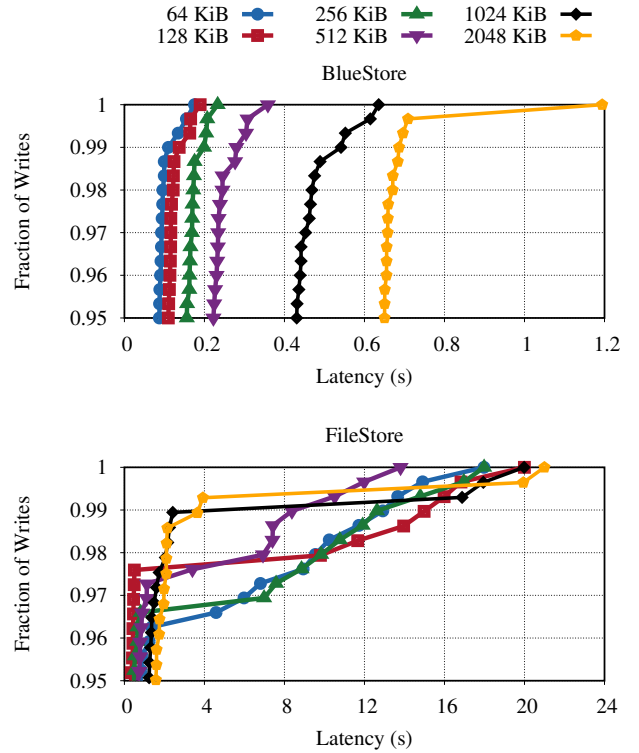 64 KiB 256 KiB 1024 KiB
128 KiB 512 KiB 2048 KiB
BlueStore
1
0.99
0.98
0.97
0.96
0.95
Fraction of Writes
0 0.2 0.4 0.6 0.8 1 1.2
Latency (s)
FileStore
1
0.99
0.98
0.97
0.96
0.95
Fraction of Writes
0 4 8 12 16 20 24
Latency (s)